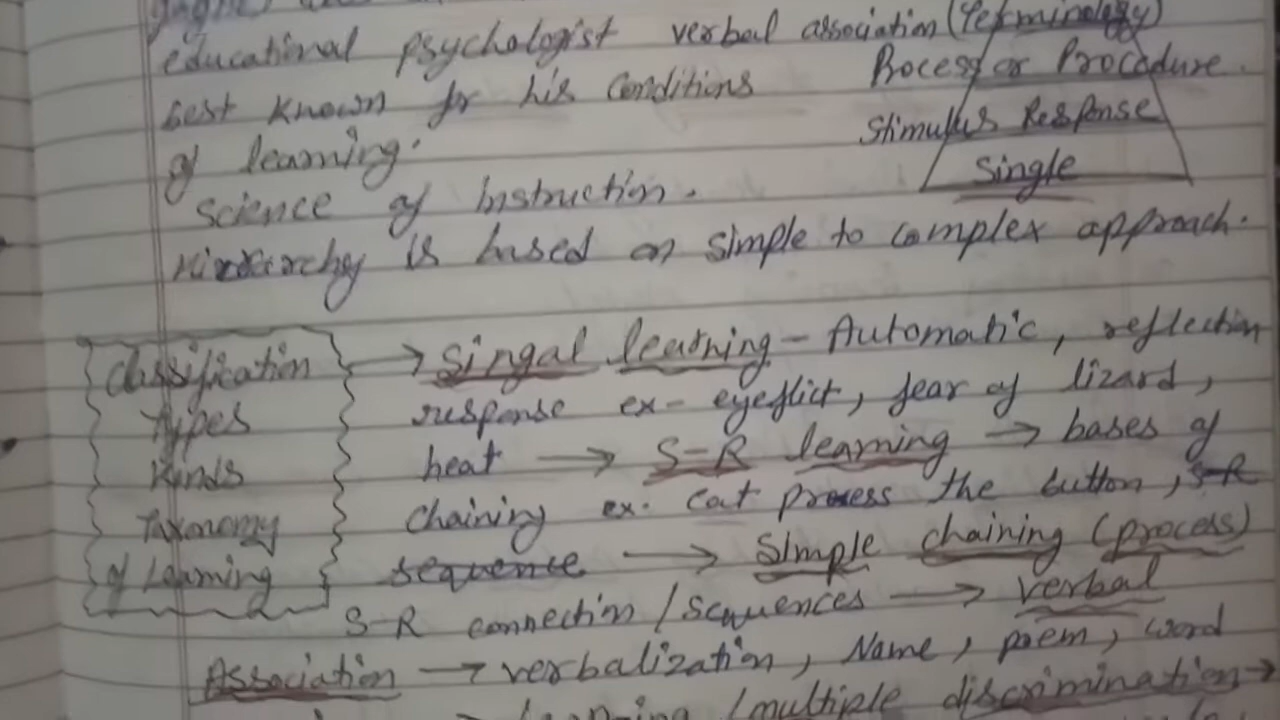 educational psychologist verbal association (Terminology)
best known for his Conditions Process or Procedure
of learning. Stimulus Response
Science of Instruction. Single
Hierarchy is based on simple to complex approach.
Classification → Singal learning - Automatic, reflection
Types response ex- eyeflict, fear of lizard,
Kinds heat → S-R learning → bases of
Taxonomy Chaining ex. Cat press the button, S-R
of Learning sequence → Simple chaining (process)
S-R connection / sequences → verbal
Association → verbalization, Name, poem, word
/multiple discrimination →